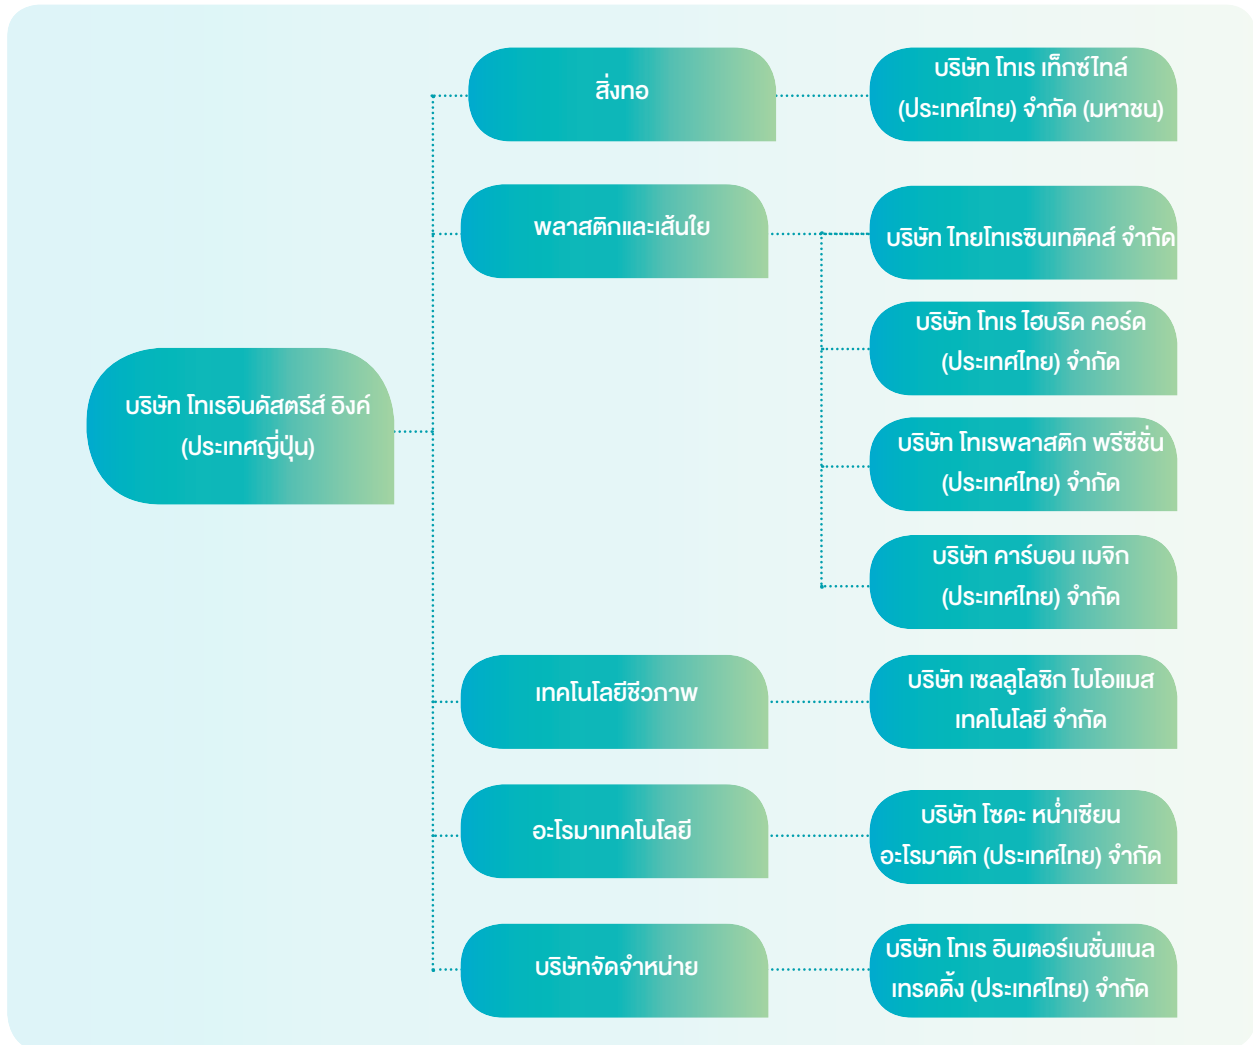 บริษัท โทเรอินดัสตรีส์ อิงค์
(ประเทศญี่ปุ่น)
สิ่งทอ
บริษัท โทเร เท็กซ์ไทล์
(ประเทศไทย) จำกัด (มหาชน)
พลาสติกและเส้นใย
บริษัท ไทยโทเรซินเทติคส์ จำกัด
บริษัท โทเร ไฮบริด คอร์ด
(ประเทศไทย) จำกัด
บริษัท โทเรพลาสติก พรีซีชั่น
(ประเทศไทย) จำกัด
บริษัท คาร์บอน เมจิก
(ประเทศไทย) จำกัด
เทคโนโลยีชีวภาพ
บริษัท เซลลูโลซิก ไบโอแมส
เทคโนโลยี จำกัด
อะโรมาเทคโนโลยี
บริษัท โซดะ หน่ำเซียน
อะโรมาติก (ประเทศไทย) จำกัด
บริษัทจัดจำหน่าย
บริษัท โทเร อินเตอร์เนชั่นแนล
เทรดดิ้ง (ประเทศไทย) จำกัด